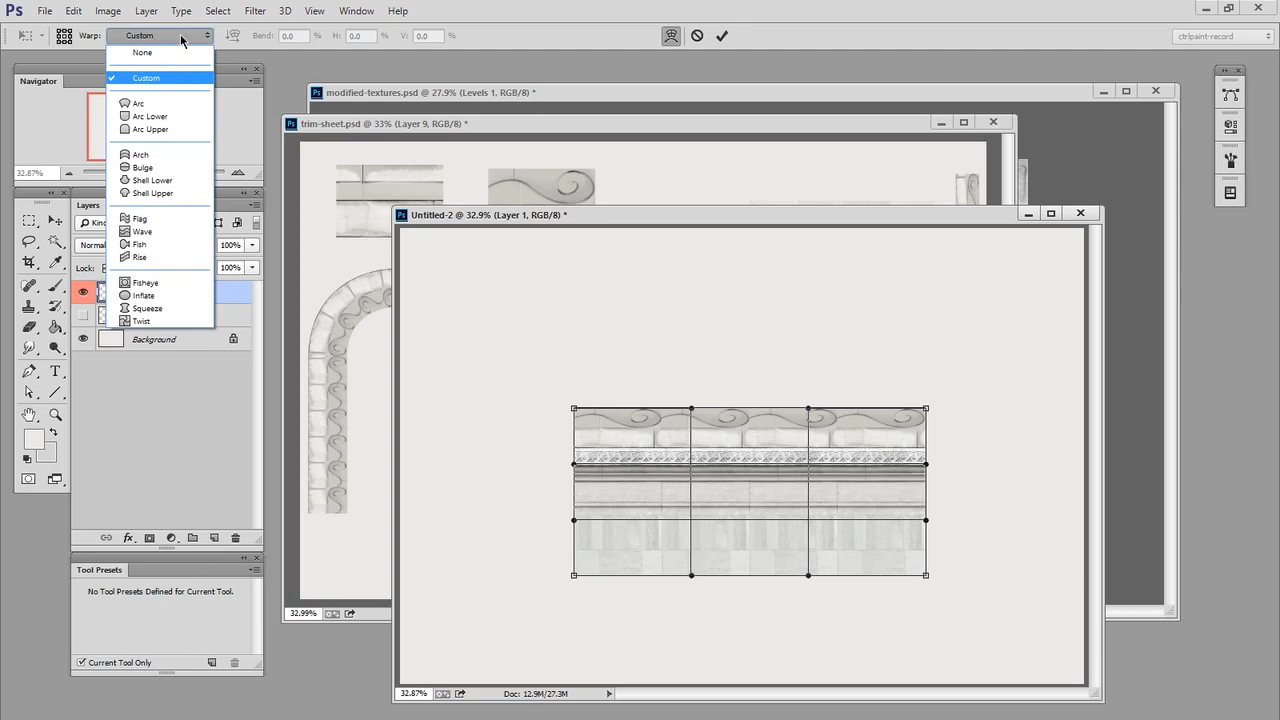 Ps File Edit Image Layer Type Select Filter 3D View Window Help
Warp: Custom Bend: 0.0 % H: 0.0 % V: 0.0 % ctrlpaint-record
None
Custom
Arc
Arc Lower
Arc Upper
Arch
Bulge
Shell Lower
Shell Upper
Flag
Wave
Fish
Rise
Fisheye
Inflate
Squeeze
Twist
Navigator
32.87%
Layers
Kind
Normal 100%
Lock: 100%
Background
Tool Presets
No Tool Presets Defined for Current Tool.
Current Tool Only
modified-textures.psd @ 27.9% (Levels 1, RGB/8) *
trim-sheet.psd @ 33% (Layer 9, RGB/8) *
32.99%
Untitled-2 @ 32.9% (Layer 1, RGB/8) *
32.87% Doc: 12.9M/27.3M